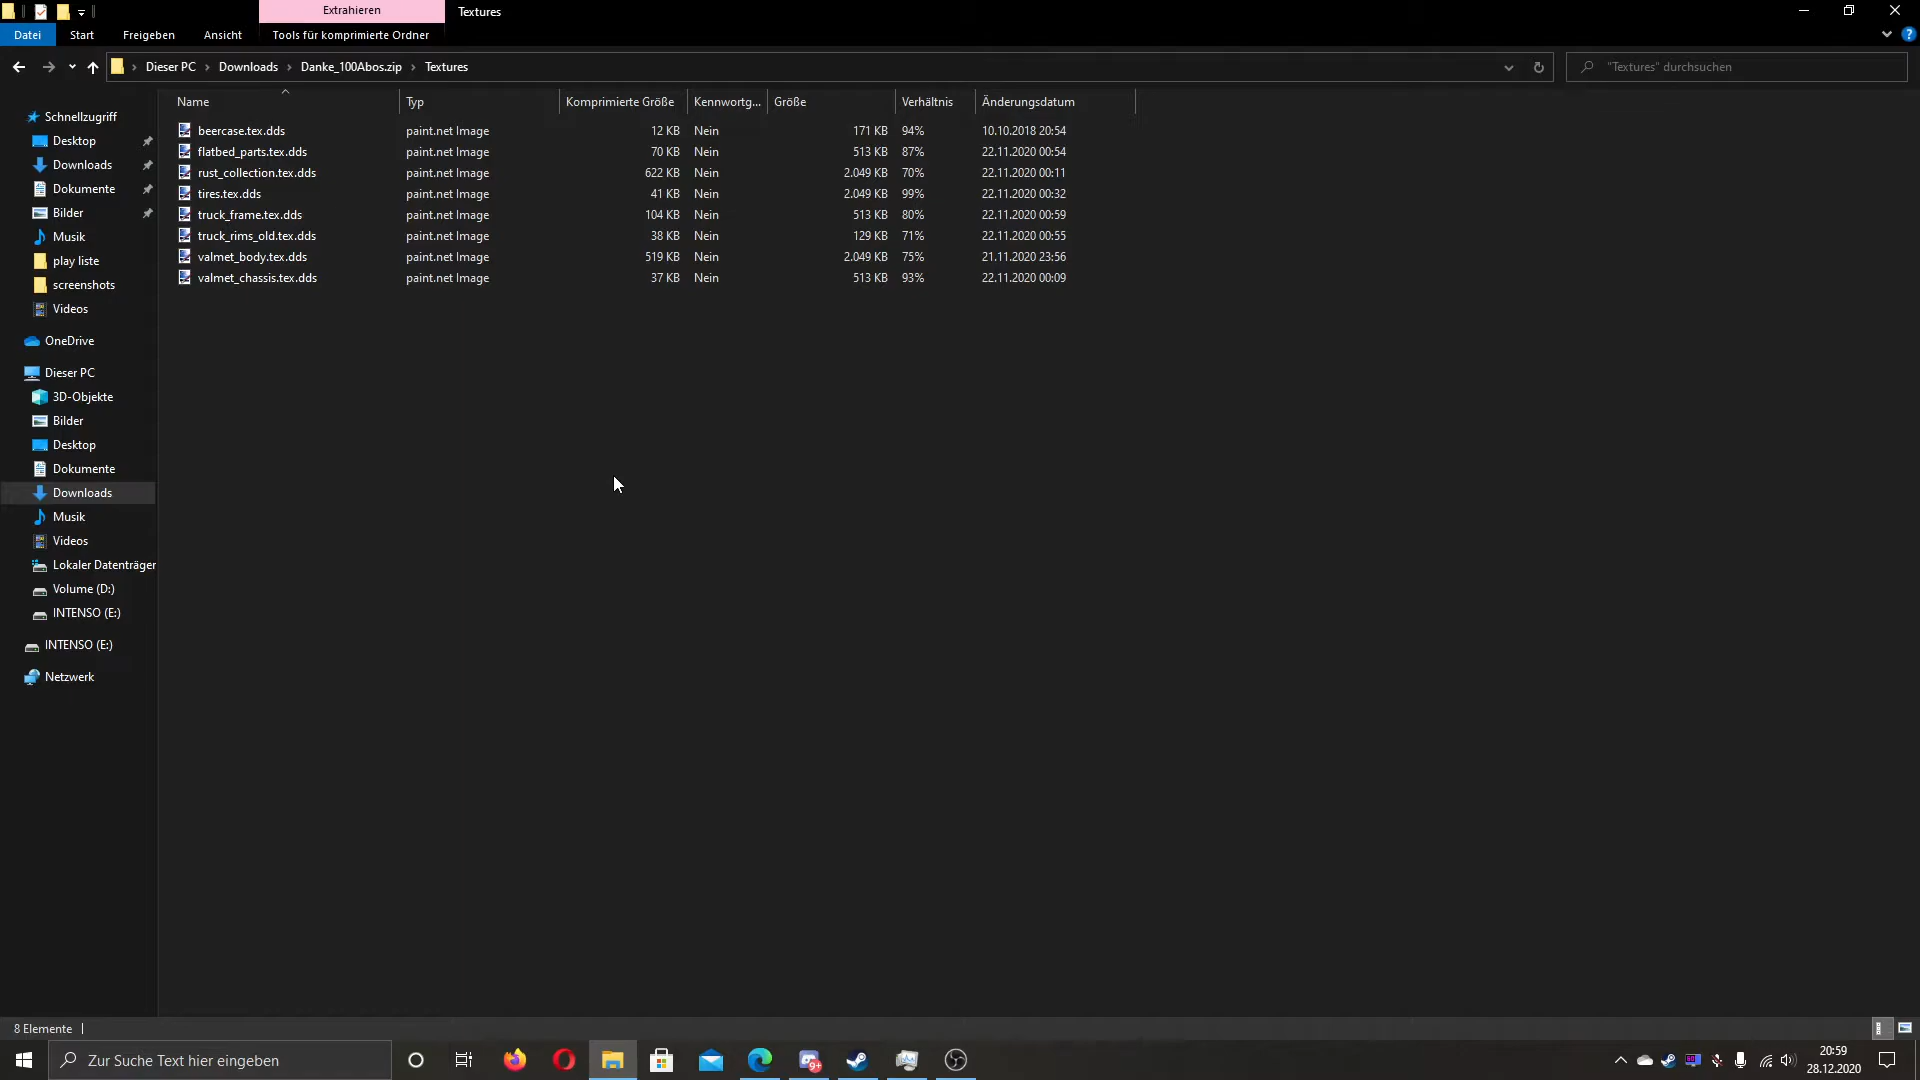 Extrahieren
Textures
Datei
Start
Freigeben
Ansicht
Tools für komprimierte Ordner
Dieser PC
Downloads
Danke_100Abos.zip
Textures
"Textures" durchsuchen
Name
Typ
Komprimierte Größe
Kennwortg...
Größe
Verhältnis
Änderungsdatum
beercase.tex.dds paint.net Image 12 KB Nein 171 KB 94% 10.10.2018 20:54
flatbed_parts.tex.dds paint.net Image 70 KB Nein 513 KB 87% 22.11.2020 00:54
rust_collection.tex.dds paint.net Image 622 KB Nein 2.049 KB 70% 22.11.2020 00:11
tires.tex.dds paint.net Image 41 KB Nein 2.049 KB 99% 22.11.2020 00:32
truck_frame.tex.dds paint.net Image 104 KB Nein 513 KB 80% 22.11.2020 00:59
truck_rims_old.tex.dds paint.net Image 38 KB Nein 129 KB 71% 22.11.2020 00:55
valmet_body.tex.dds paint.net Image 519 KB Nein 2.049 KB 75% 21.11.2020 23:56
valmet_chassis.tex.dds paint.net Image 37 KB Nein 513 KB 93% 22.11.2020 00:09
Schnellzugriff
Desktop
Downloads
Dokumente
Bilder
Musik
play liste
screenshots
Videos
OneDrive
Dieser PC
3D-Objekte
Bilder
Desktop
Dokumente
Downloads
Musik
Videos
Lokaler Datenträger
Volume (D:)
INTENSO (E:)
INTENSO (E:)
Netzwerk
8 Elemente
Zur Suche Text hier eingeben
9+
20:59
28.12.2020